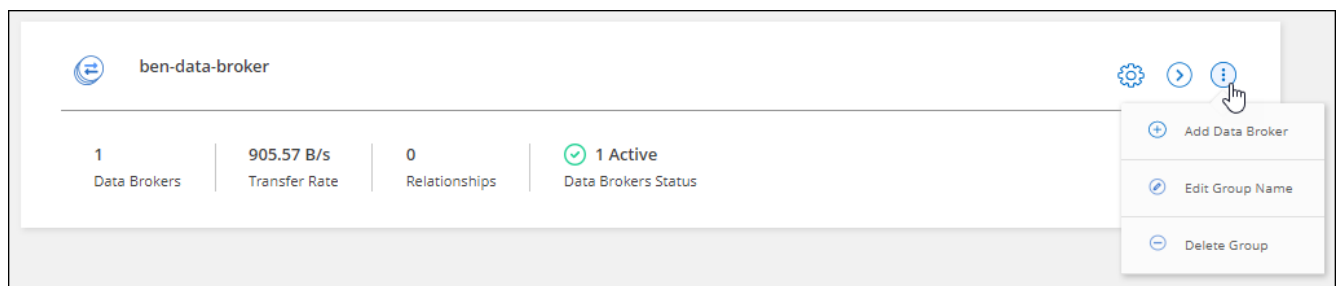 ben-data-broker
1
905.57 B/s
0
1 Active
Data Brokers
Transfer Rate
Relationships
Data Brokers Status
Add Data Broker
Edit Group Name
Delete Group